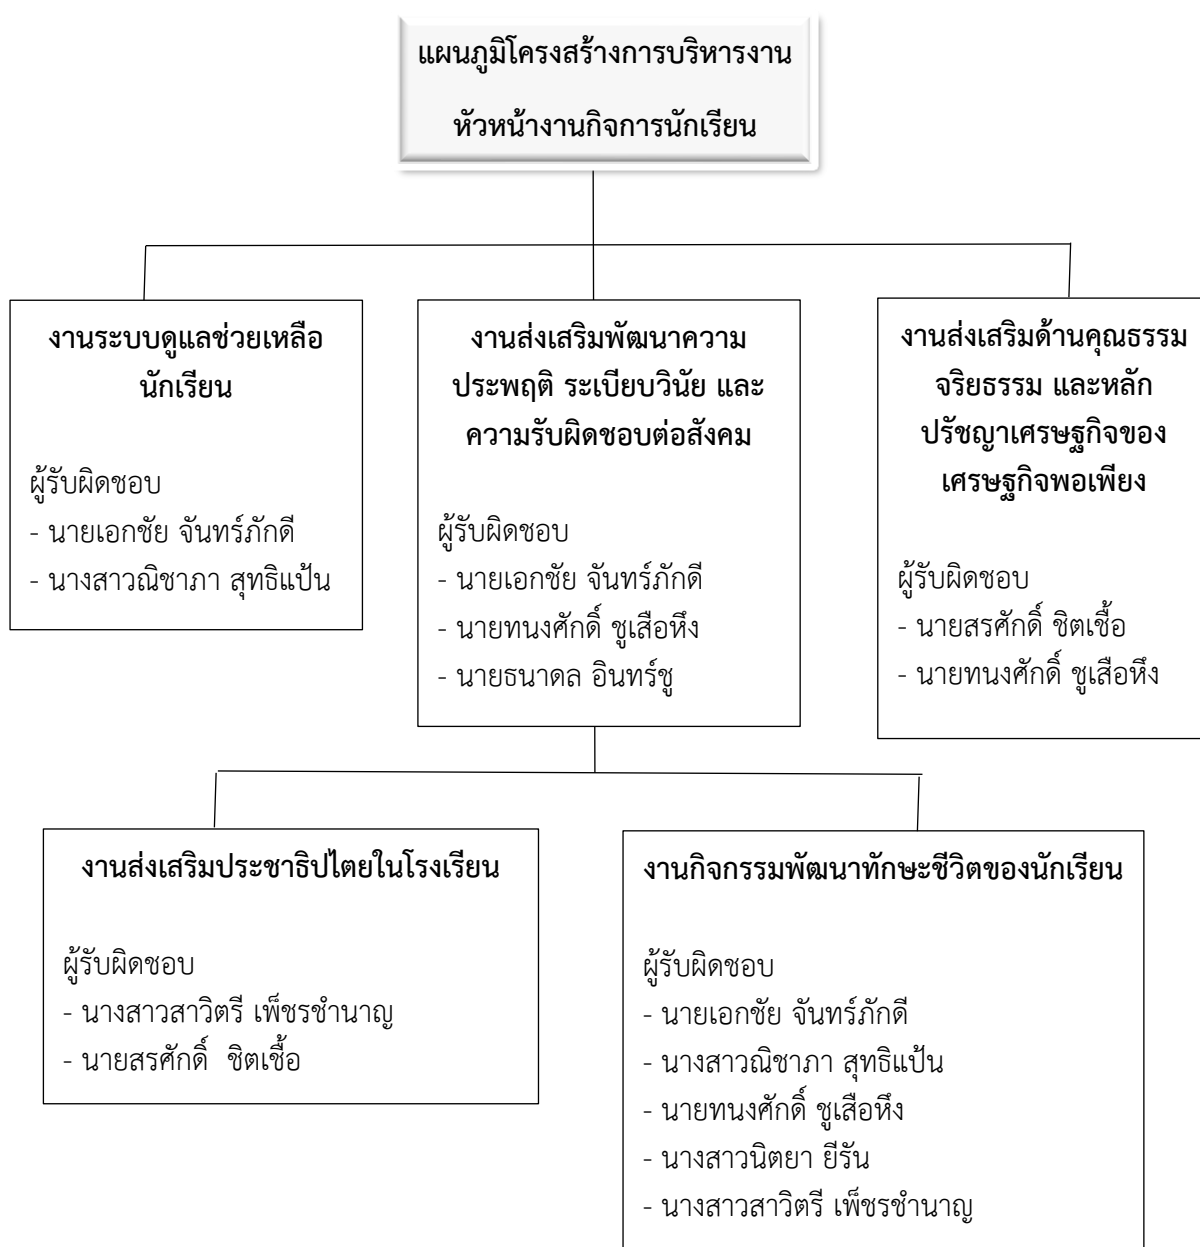 แผนภูมิโครงสร้างการบริหารงาน
หัวหน้างานกิจการนักเรียน
งานระบบดูแลช่วยเหลือ
นักเรียน
ผู้รับผิดชอบ
- นายเอกชัย จันทร์ภักดี
- นางสาวณิชาภา สุทธิแป้น
งานส่งเสริมพัฒนาความ
ประพฤติ ระเบียบวินัย และ
ความรับผิดชอบต่อสังคม
ผู้รับผิดชอบ
- นายเอกชัย จันทร์ภักดี
- นายทนงศักดิ์ ชูเสือหึง
- นายธนาดล อินทร์ชู
งานส่งเสริมด้านคุณธรรม
จริยธรรม และหลัก
ปรัชญาเศรษฐกิจของ
เศรษฐกิจพอเพียง
ผู้รับผิดชอบ
- นายสรศักดิ์ ชิตเชื้อ
- นายทนงศักดิ์ ชูเสือหึง
งานส่งเสริมประชาธิปไตยในโรงเรียน
ผู้รับผิดชอบ
- นางสาวสาวิตรี เพ็ชรชำนาญ
- นายสรศักดิ์  ชิตเชื้อ
งานกิจกรรมพัฒนาทักษะชีวิตของนักเรียน
ผู้รับผิดชอบ
- นายเอกชัย จันทร์ภักดี
- นางสาวณิชาภา สุทธิแป้น
- นายทนงศักดิ์ ชูเสือหึง
- นางสาวนิตยา ยีรัน
- นางสาวสาวิตรี เพ็ชรชำนาญ